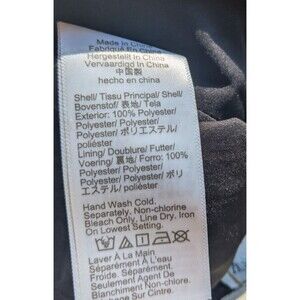 Made In China
Fabriqué En China
Hergestellt in China
Vervaardigd In China
中国製
hecho en china
Shell/ Tissu Principal/ Shell/
Bovenstof/ 表地/ Tela
Exterior: 100% Polyester/
Polyester/ Polyester/
Polyester/ ポリエステル/
poliéster
Lining/ Doublure/ Futter/
Voering/ 裏地/ Forro: 100%
Polyester/ Polyester/
Polyester/ Polyester/ ポリ
エステル/ poliéster
Hand Wash Cold.
Separately. Non-chlorine
Bleach Only, Line Dry, Iron
On Lowest Setting.
Laver À La Main
Séparément À L'eau
Froide. Séparément
Seulement Agent De
Sur Cintre.